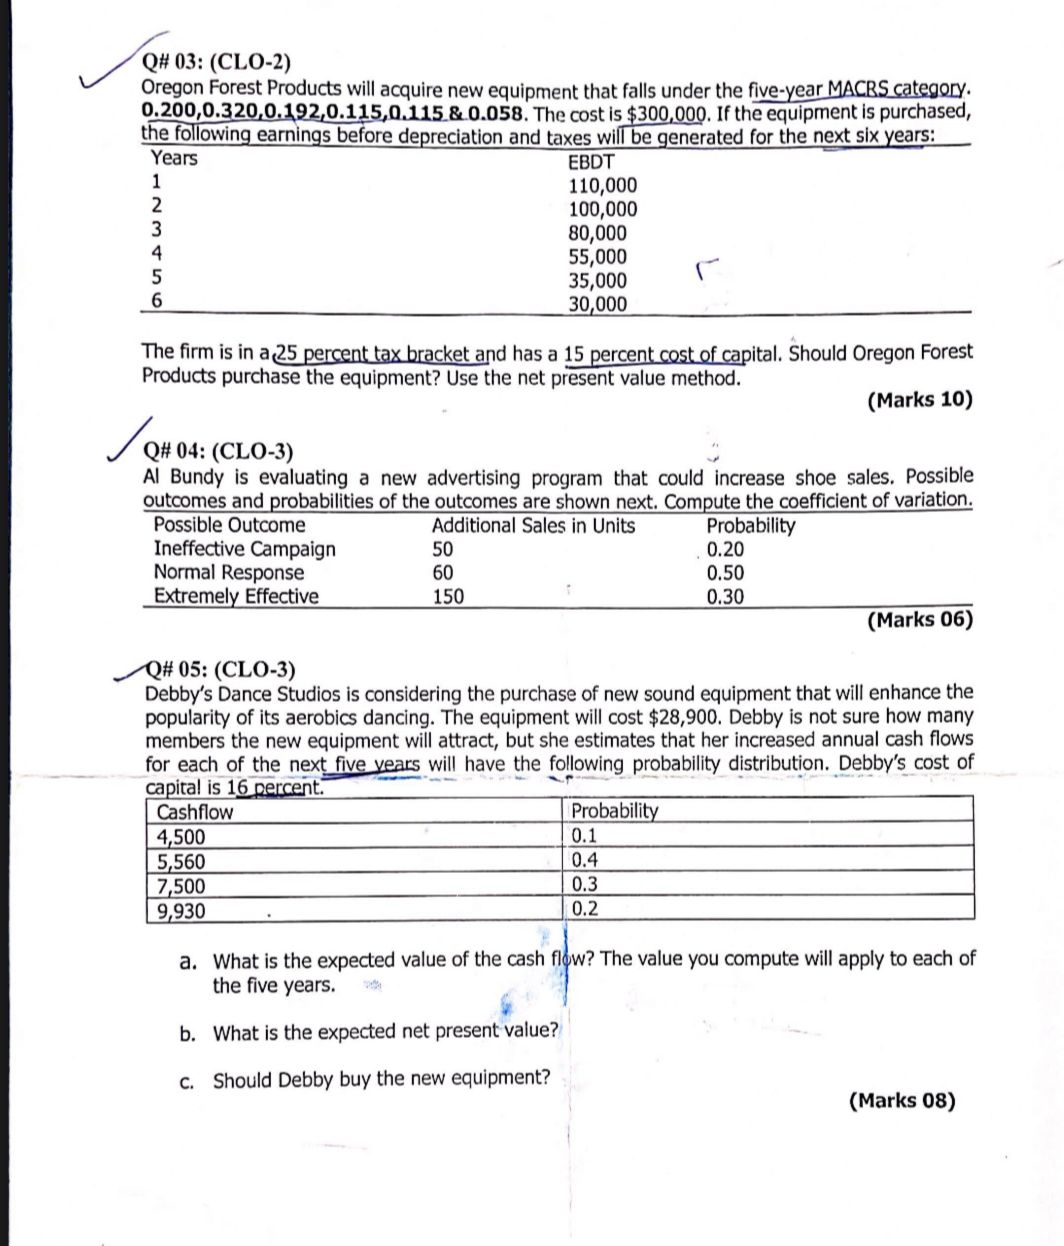 Q# 03: (CLO-2)
Oregon Forest Products will acquire new equipment that falls under the five-year MACRS category.
0.200,0.320,0.192,0.115,0.115 & 0.058. The cost is $300,000. If the equipment is purchased,
the following earnings before depreciation and taxes will be generated for the next six years:
Years EBDT
1 110,000
2 100,000
3 80,000
4 55,000
5 35,000
6 30,000
The firm is in a 25 percent tax bracket and has a 15 percent cost of capital. Should Oregon Forest
Products purchase the equipment? Use the net present value method.
(Marks 10)
Q# 04: (CLO-3)
Al Bundy is evaluating a new advertising program that could increase shoe sales. Possible
outcomes and probabilities of the outcomes are shown next. Compute the coefficient of variation.
Possible Outcome Additional Sales in Units Probability
Ineffective Campaign 50 0.20
Normal Response 60 0.50
Extremely Effective 150 0.30
(Marks 06)
Q# 05: (CLO-3)
Debby's Dance Studios is considering the purchase of new sound equipment that will enhance the
popularity of its aerobics dancing. The equipment will cost $28,900. Debby is not sure how many
members the new equipment will attract, but she estimates that her increased annual cash flows
for each of the next five years will have the following probability distribution. Debby's cost of
capital is 16 percent.
Cashflow Probability
4,500 0.1
5,560 0.4
7,500 0.3
9,930 0.2
a. What is the expected value of the cash flow? The value you compute will apply to each of
the five years.
b. What is the expected net present value?
c. Should Debby buy the new equipment?
(Marks 08)